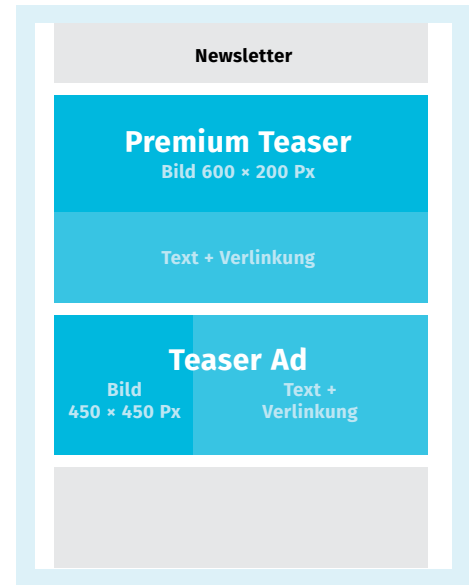 Newsletter
Premium Teaser
Bild 600 × 200 Px
Text + Verlinkung
Teaser Ad
Bild
450 × 450 Px
Text +
Verlinkung